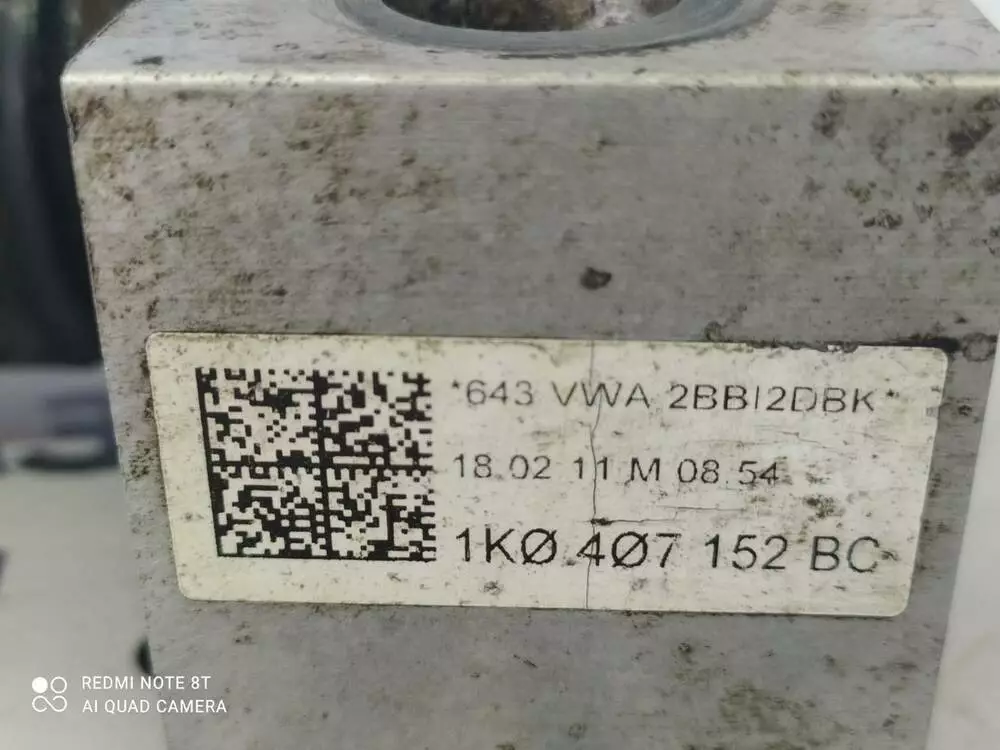 *643 VWA 2BBI2DBK*
18.02 11 M 08 54
1KØ 4Ø7 152 BC
REDMI NOTE 8T
AI QUAD CAMERA